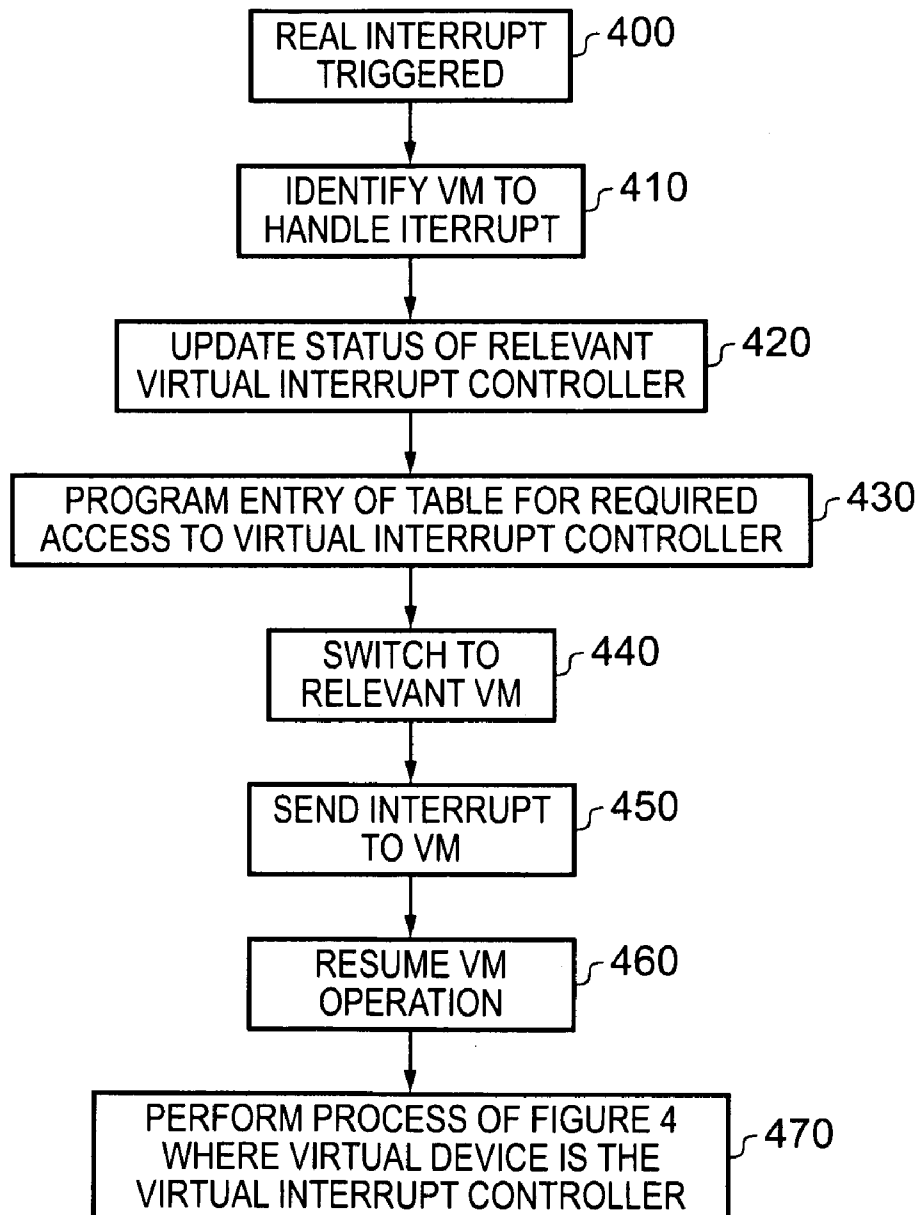 REAL INTERRUPT
TRIGGERED
400
IDENTIFY VM TO
HANDLE ITERRUPT
410
UPDATE STATUS OF RELEVANT
VIRTUAL INTERRUPT CONTROLLER
420
PROGRAM ENTRY OF TABLE FOR REQUIRED
ACCESS TO VIRTUAL INTERRUPT CONTROLLER
430
SWITCH TO
RELEVANT VM
440
SEND INTERRUPT
TO VM
450
RESUME VM
OPERATION
460
PERFORM PROCESS OF FIGURE 4
WHERE VIRTUAL DEVICE IS THE
VIRTUAL INTERRUPT CONTROLLER
470